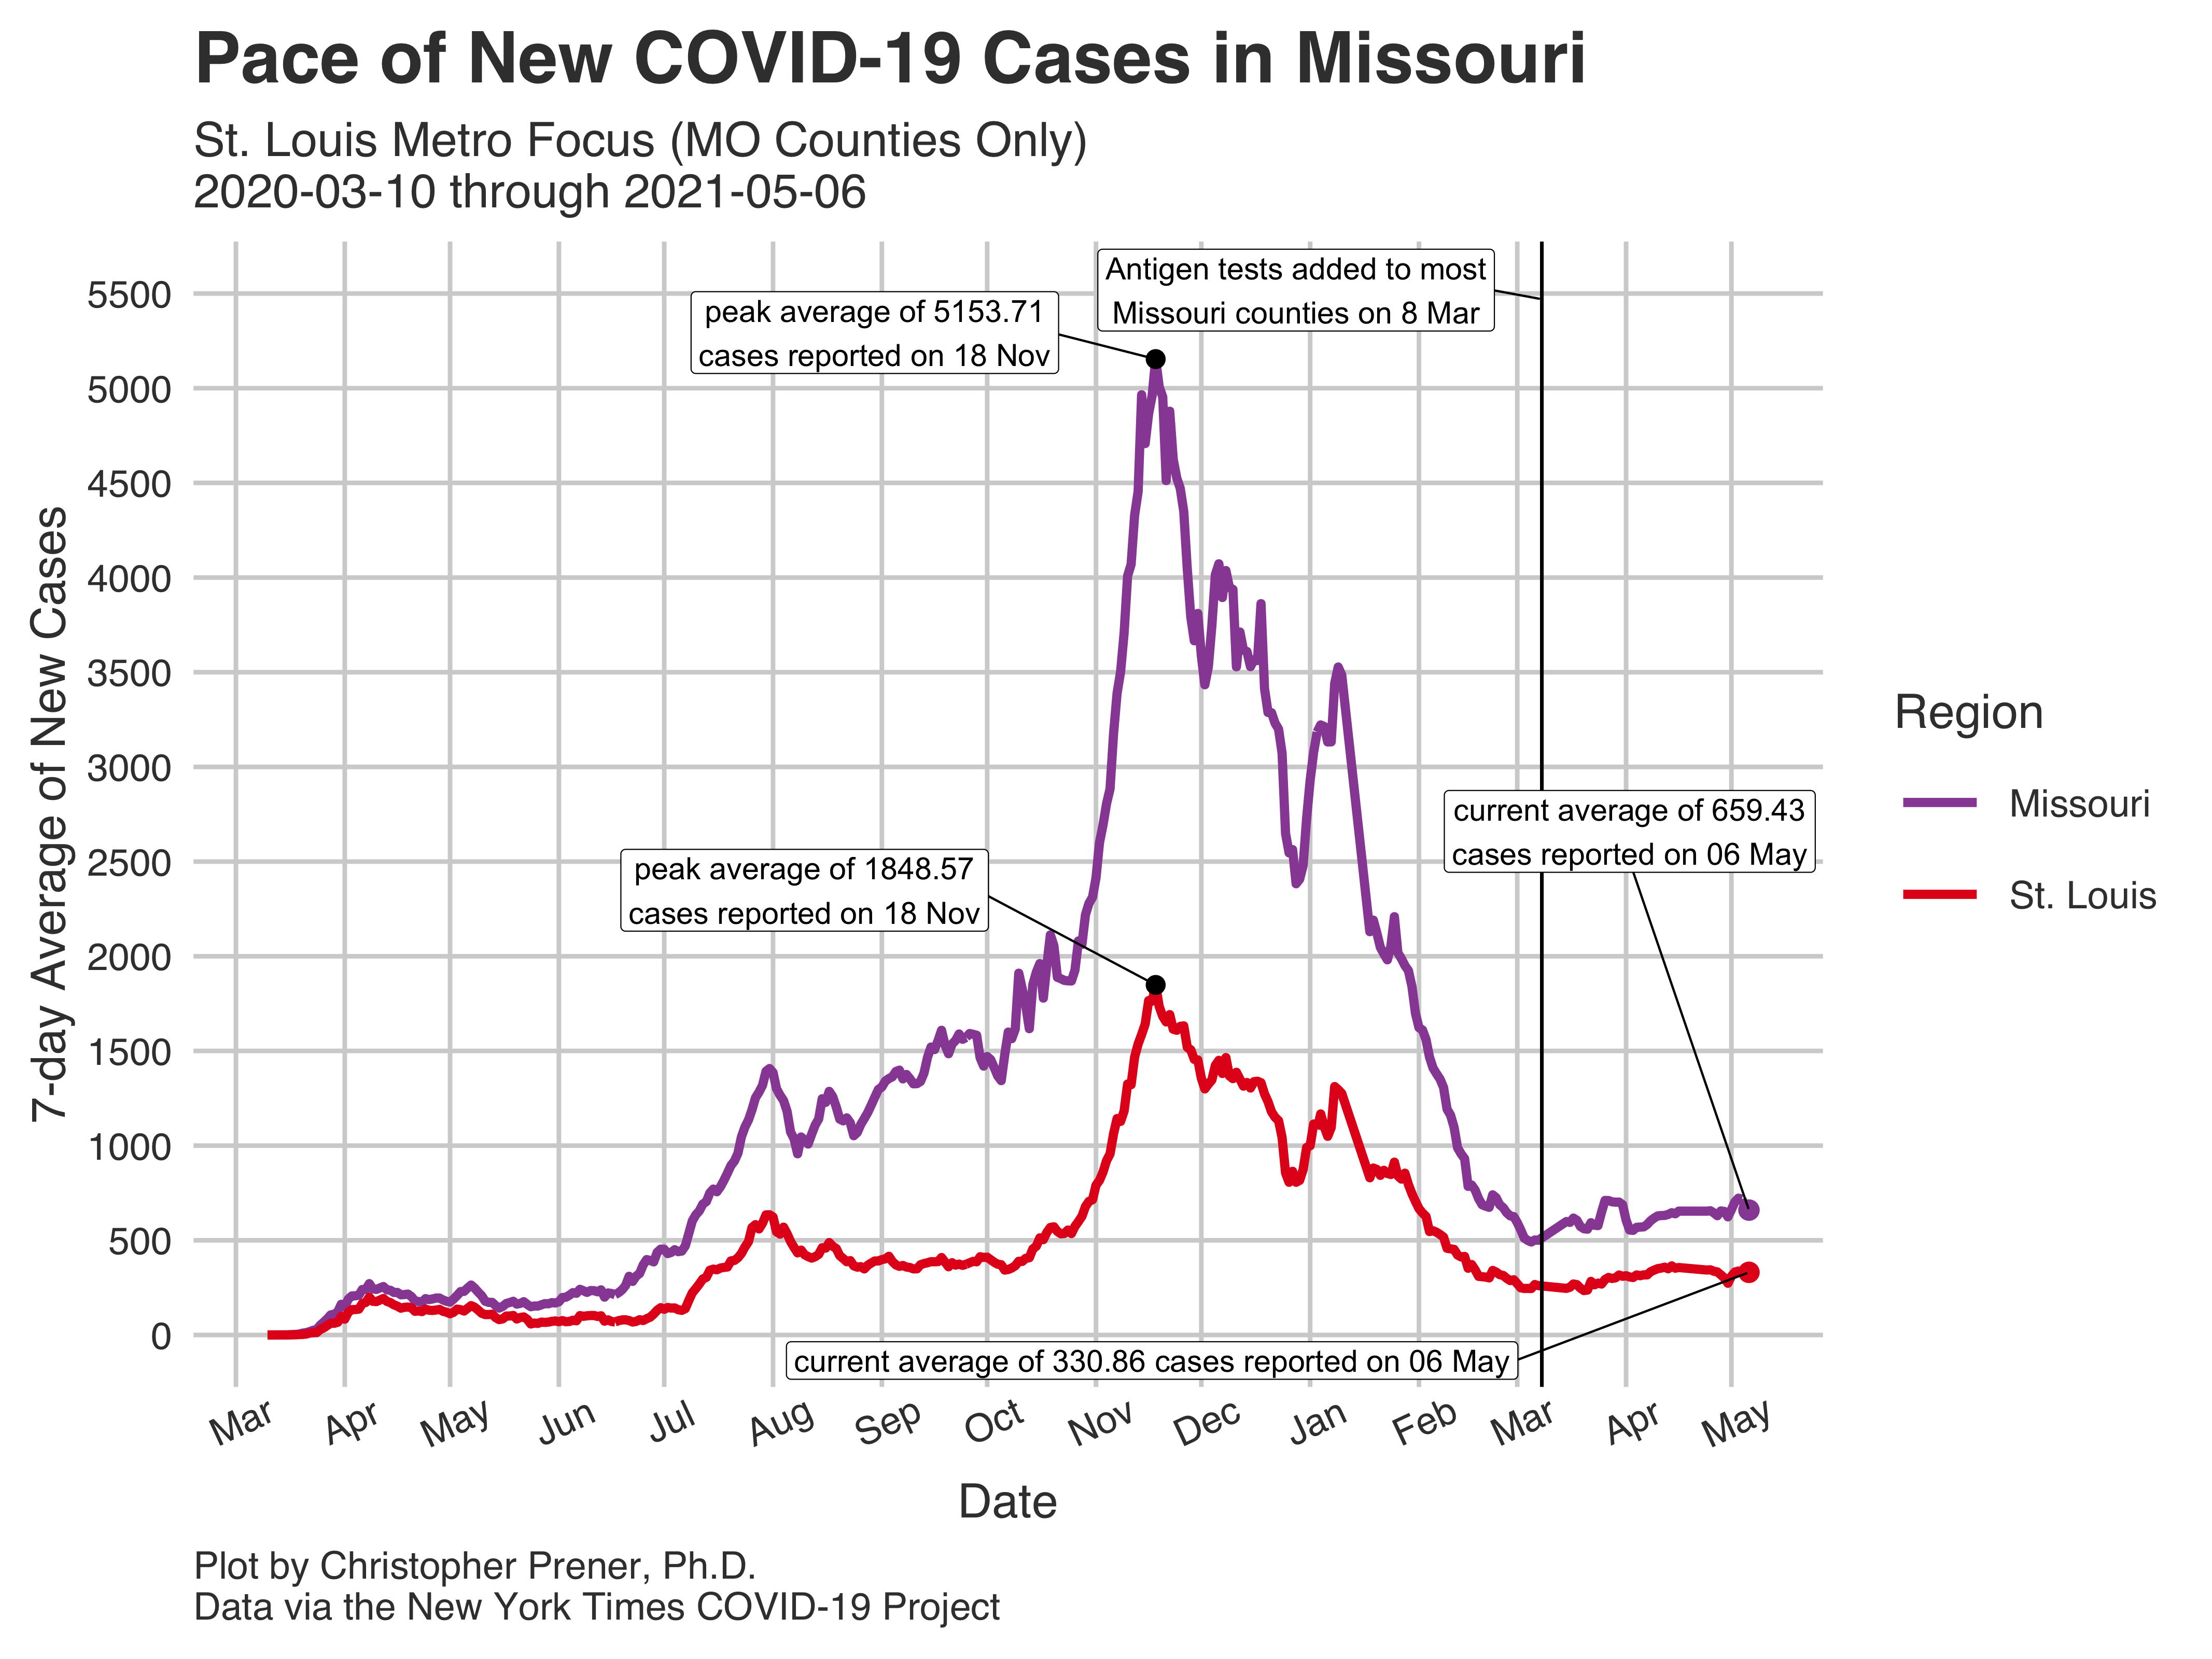 Pace of New COVID-19 Cases in Missouri
St. Louis Metro Focus (MO Counties Only)
2020-03-10 through 2021-05-06
Antigen tests added to most
Missouri counties on 8 Mar
peak average of 5153.71
cases reported on 18 Nov
current average of 659.43
cases reported on 06 May
peak average of 1848.57
cases reported on 18 Nov
current average of 330.86 cases reported on 06 May
7-day Average of New Cases
5500
5000
4500
4000
3500
3000
2500
2000
1500
1000
500
0
Mar Apr May Jun Jul Aug Sep Oct Nov Dec Jan Feb Mar Apr May
Date
Region
Missouri
St. Louis
Plot by Christopher Prener, Ph.D.
Data via the New York Times COVID-19 Project